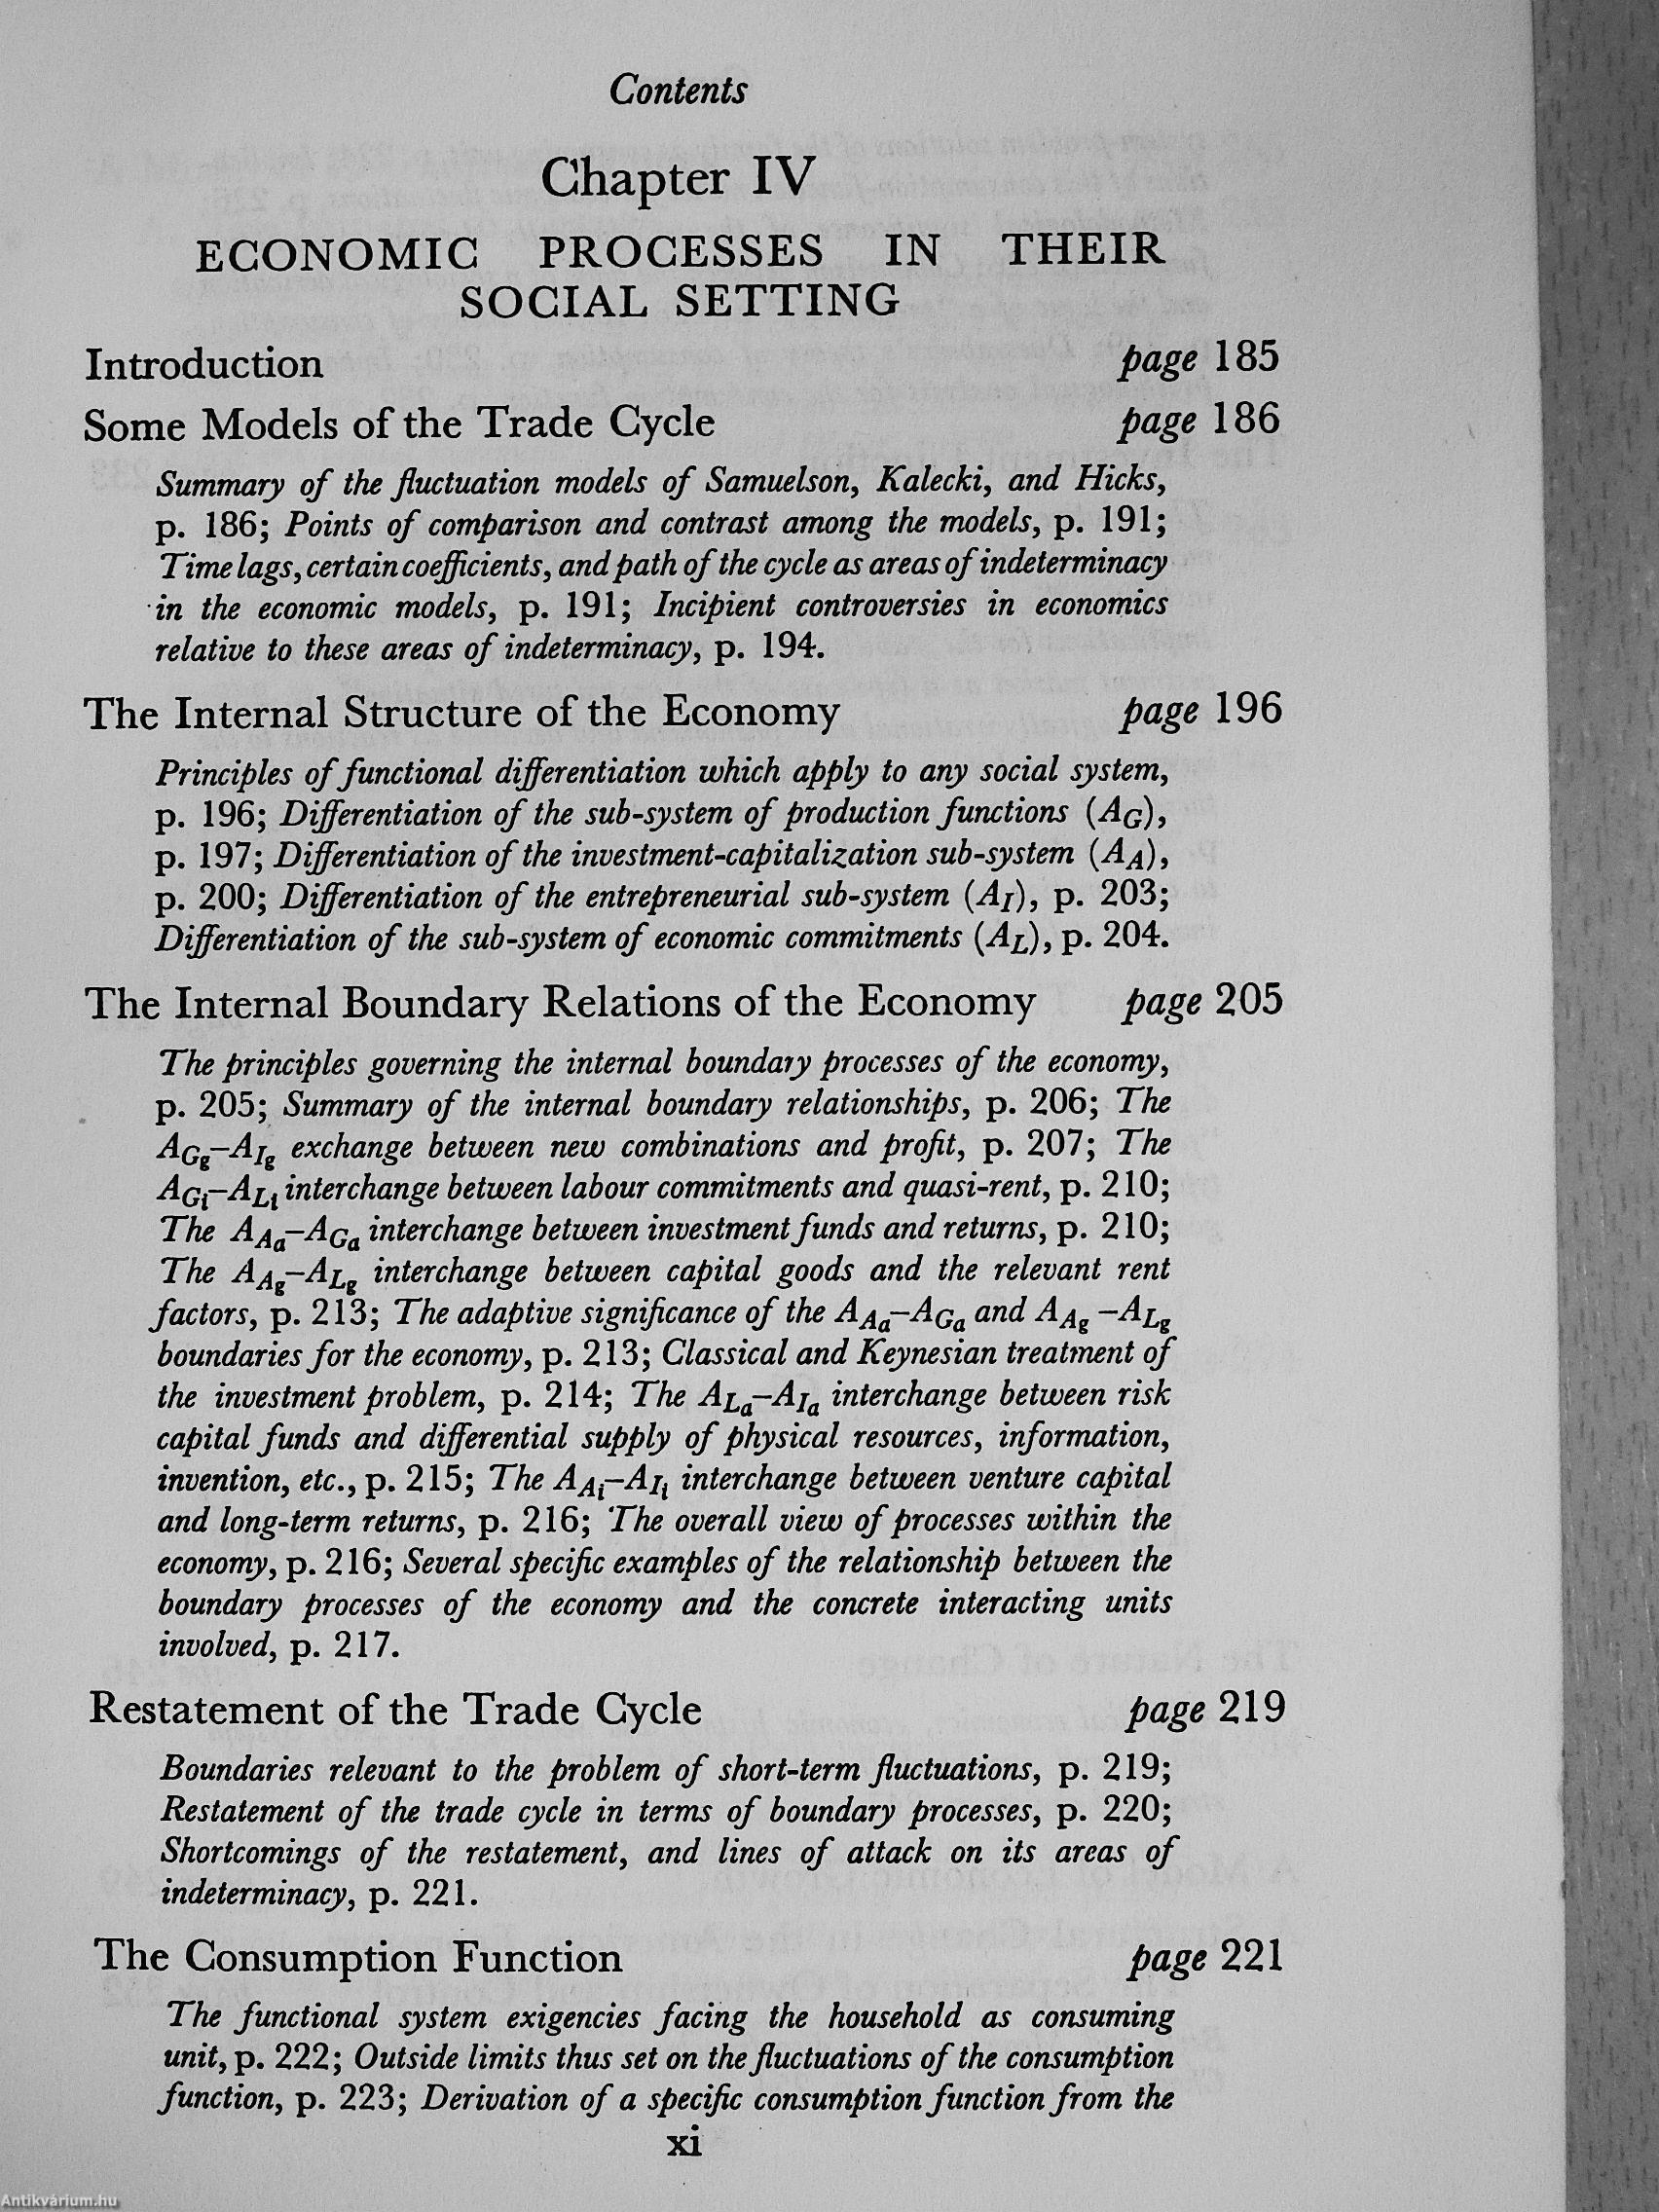 Contents
Chapter IV
ECONOMIC PROCESSES IN THEIR
SOCIAL SETTING
Introduction page 185
Some Models of the Trade Cycle page 186
Summary of the fluctuation models of Samuelson, Kalecki, and Hicks,
p. 186; Points of comparison and contrast among the models, p. 191;
Time lags, certain coefficients, and path of the cycle as areas of indeterminacy
in the economic models, p. 191; Incipient controversies in economics
relative to these areas of indeterminacy, p. 194.
The Internal Structure of the Economy page 196
Principles of functional differentiation which apply to any social system,
p. 196; Differentiation of the sub-system of production functions (AG),
p. 197; Differentiation of the investment-capitalization sub-system (AA),
p. 200; Differentiation of the entrepreneurial sub-system (AI), p. 203;
Differentiation of the sub-system of economic commitments (AL), p. 204.
The Internal Boundary Relations of the Economy page 205
The principles governing the internal boundary processes of the economy,
p. 205; Summary of the internal boundary relationships, p. 206; The
AGg–AIg exchange between new combinations and profit, p. 207; The
AGi–ALi interchange between labour commitments and quasi-rent, p. 210;
The AAa–AGa interchange between investment funds and returns, p. 210;
The AAg–ALg interchange between capital goods and the relevant rent
factors, p. 213; The adaptive significance of the AAa–AGa and AAg–ALg
boundaries for the economy, p. 213; Classical and Keynesian treatment of
the investment problem, p. 214; The ALa–AIa interchange between risk
capital funds and differential supply of physical resources, information,
invention, etc., p. 215; The AAi–AIi interchange between venture capital
and long-term returns, p. 216; The overall view of processes within the
economy, p. 216; Several specific examples of the relationship between the
boundary processes of the economy and the concrete interacting units
involved, p. 217.
Restatement of the Trade Cycle page 219
Boundaries relevant to the problem of short-term fluctuations, p. 219;
Restatement of the trade cycle in terms of boundary processes, p. 220;
Shortcomings of the restatement, and lines of attack on its areas of
indeterminacy, p. 221.
The Consumption Function page 221
The functional system exigencies facing the household as consuming
unit, p. 222; Outside limits thus set on the fluctuations of the consumption
function, p. 223; Derivation of a specific consumption function from the
xi
Antikvárium.hu